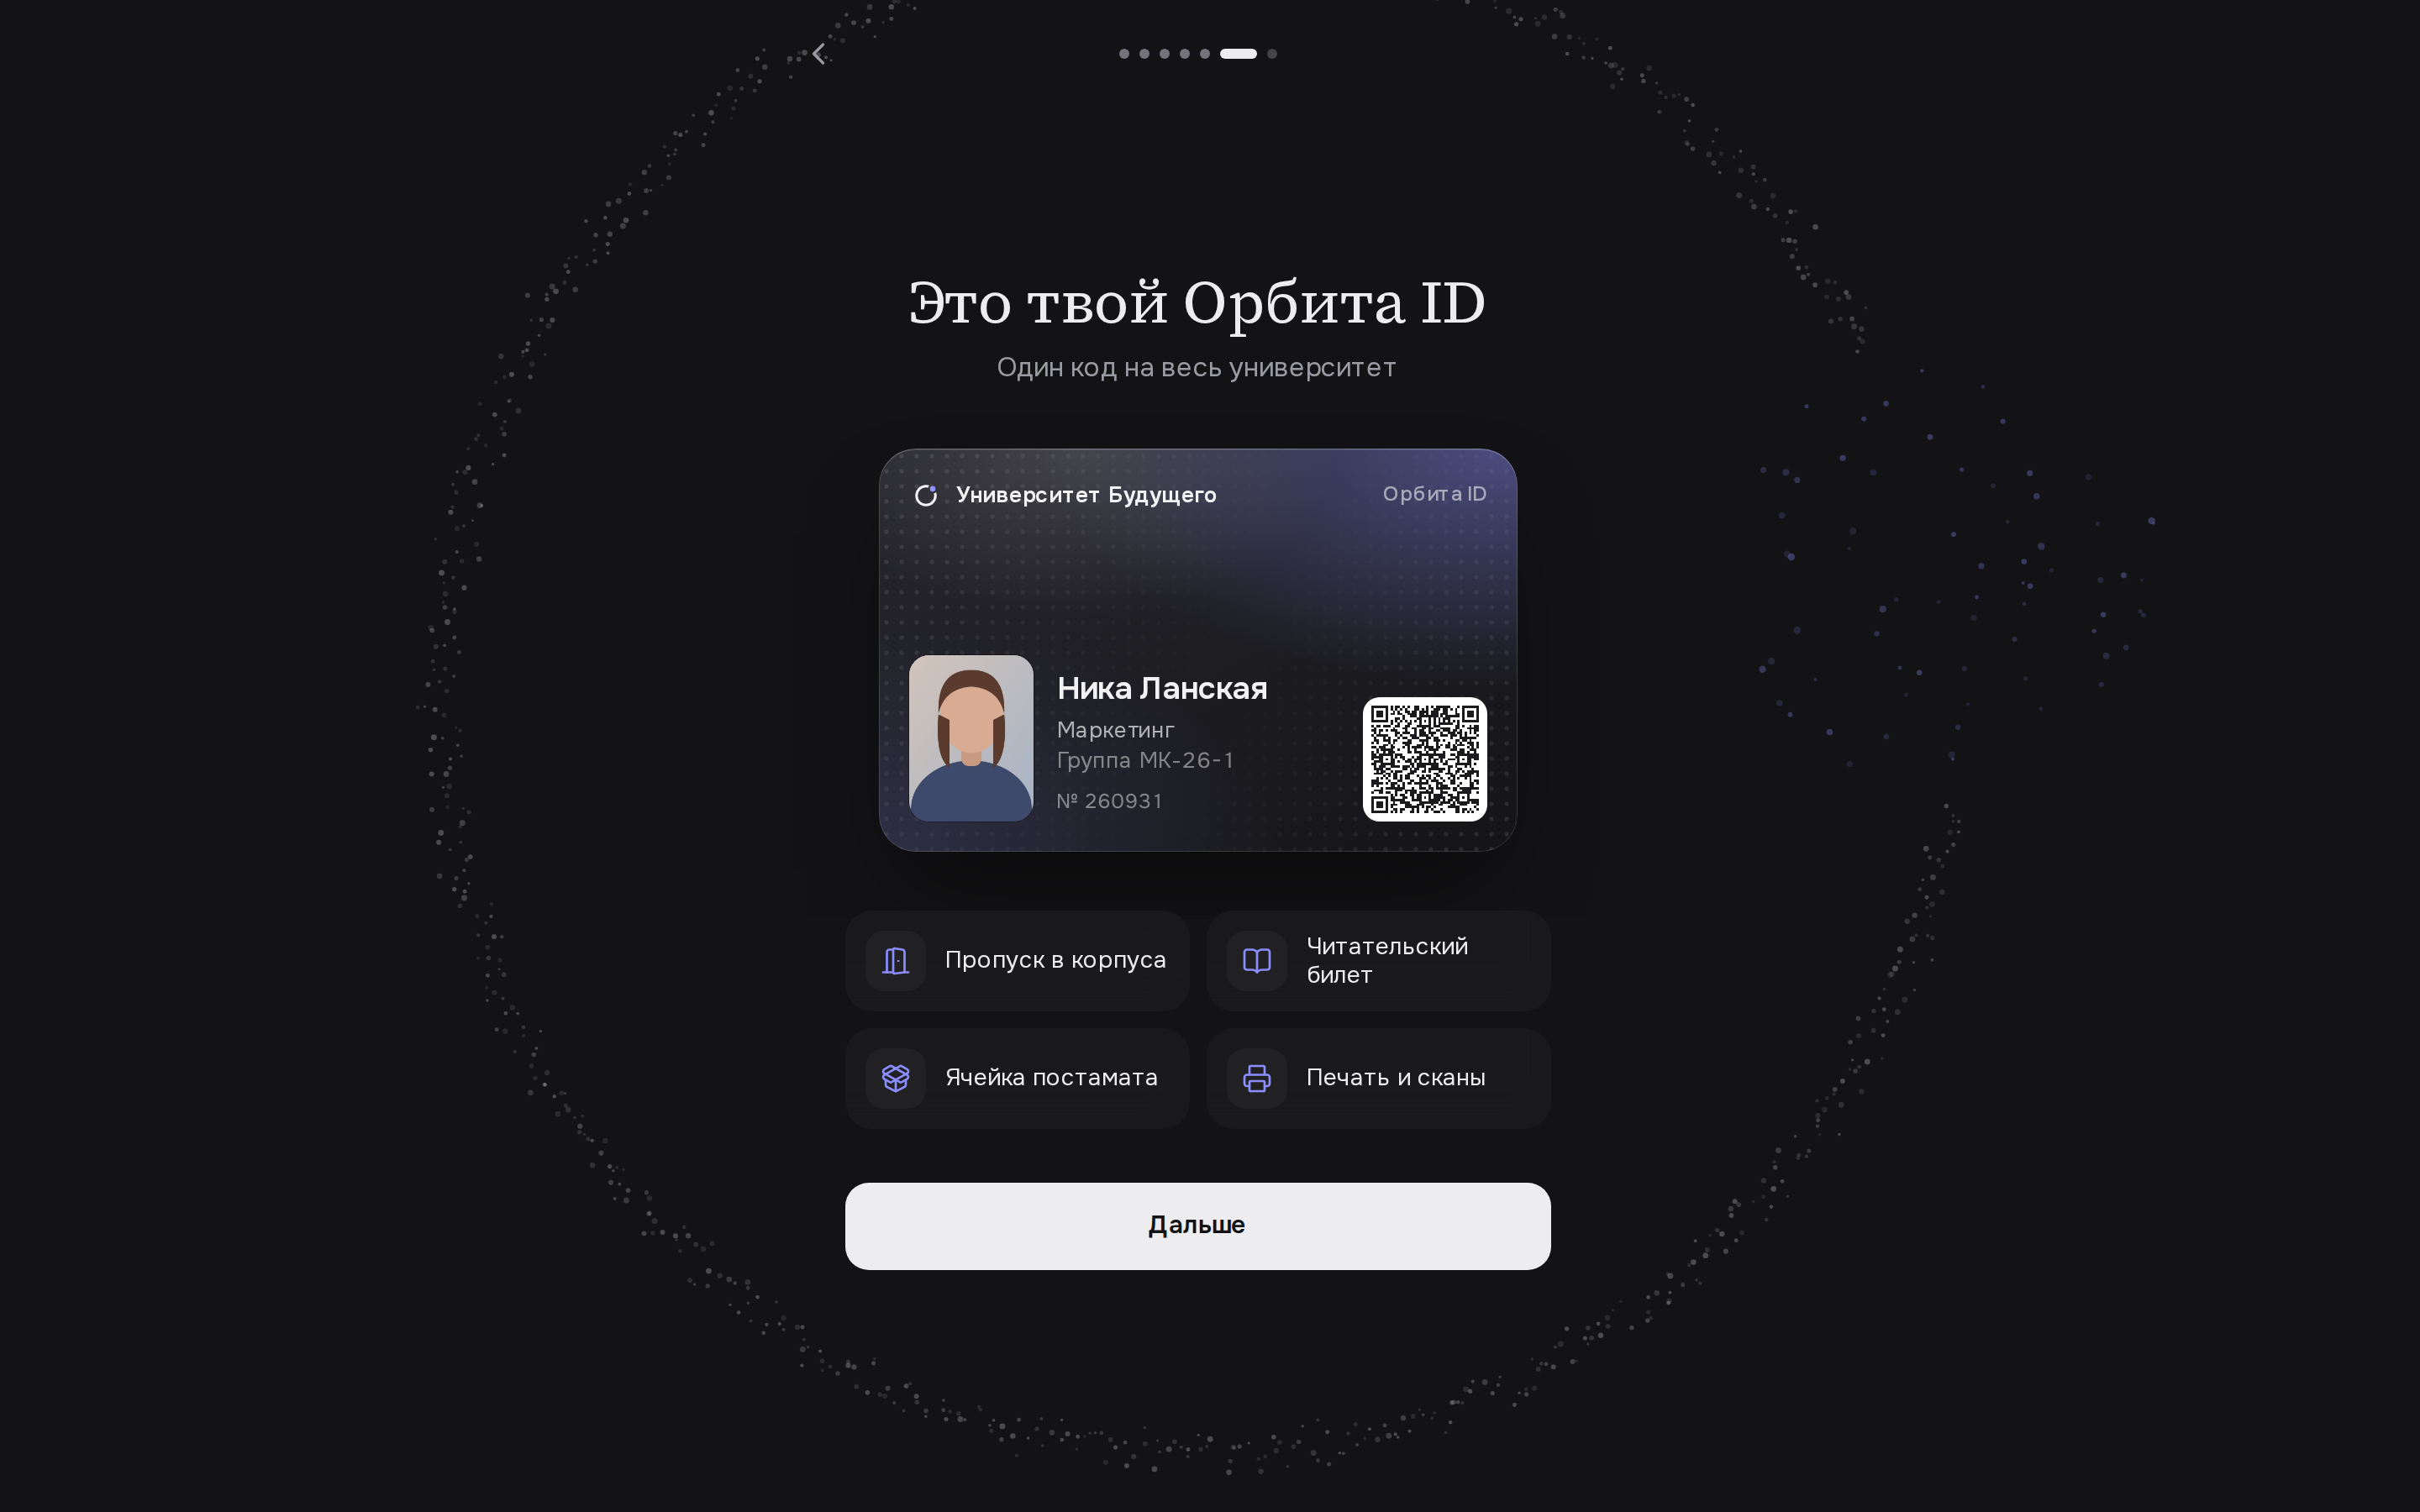 Это твой Орбита ID
Один код на весь университет
Университет Будущего
Орбита ID
Ника Ланская
Маркетинг
Группа МК-26-1
№ 260931
Пропуск в корпуса
Читательский
билет
Ячейка постамата
Печать и сканы
Дальше